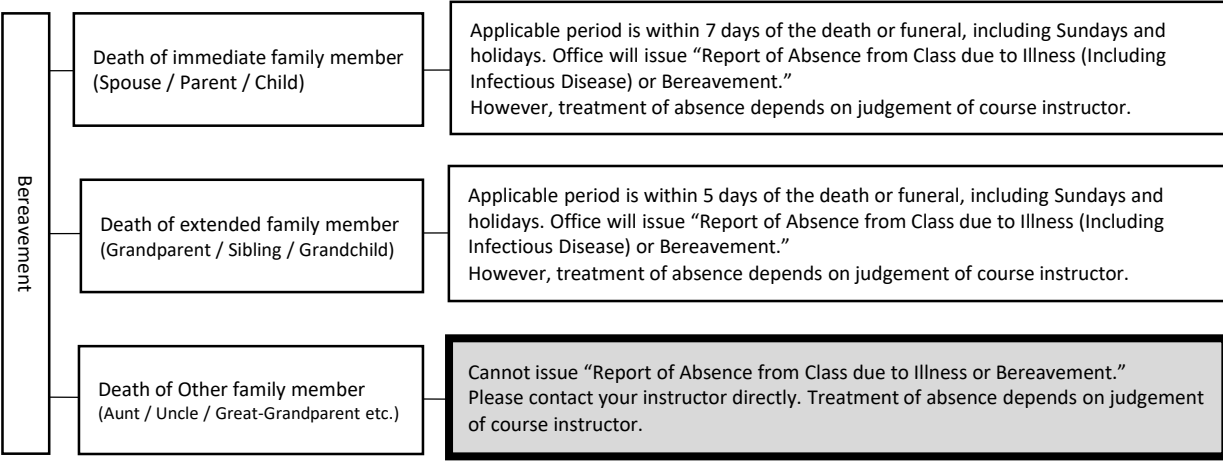 Bereavement
Death of immediate family member
(Spouse / Parent / Child)
Applicable period is within 7 days of the death or funeral, including Sundays and
holidays. Office will issue “Report of Absence from Class due to Illness (Including
Infectious Disease) or Bereavement.”
However, treatment of absence depends on judgement of course instructor.
Death of extended family member
(Grandparent / Sibling / Grandchild)
Applicable period is within 5 days of the death or funeral, including Sundays and
holidays. Office will issue “Report of Absence from Class due to Illness (Including
Infectious Disease) or Bereavement.”
However, treatment of absence depends on judgement of course instructor.
Death of Other family member
(Aunt / Uncle / Great-Grandparent etc.)
Cannot issue “Report of Absence from Class due to Illness or Bereavement.”
Please contact your instructor directly. Treatment of absence depends on judgement
of course instructor.